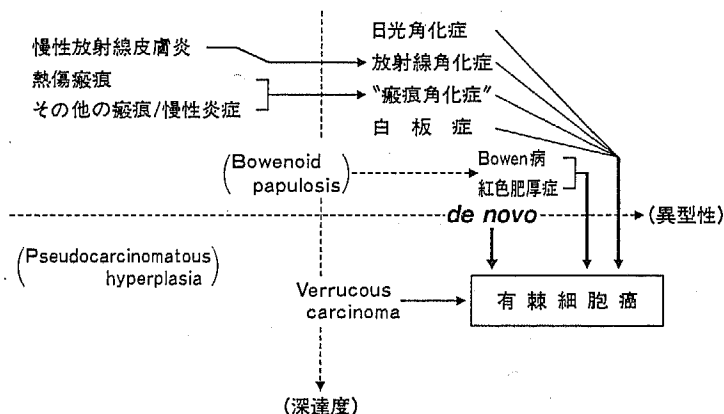 日光角化症
慢性放射線皮膚炎
放射線角化症
熱傷瘢痕
〝瘢痕角化症〟
その他の瘢痕/慢性炎症
白板症
(Bowenoid
papulosis)
Bowen病
紅色肥厚症
de novo
(異型性)
(Pseudocarcinomatous
hyperplasia)
Verrucous
carcinoma
有棘細胞癌
(深達度)